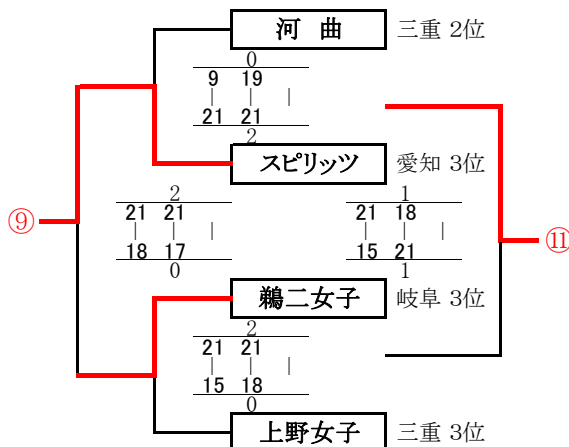 河 曲 三重 2位
0
9 19
| | |
21 21
2
スピリッツ 愛知 3位
2 1
21 21 21 18
| | | | | |
18 17 15 21
0 1
⑨ ⑪
鵜二女子 岐阜 3位
2
21 21
| | |
15 18
0
上野女子 三重 3位